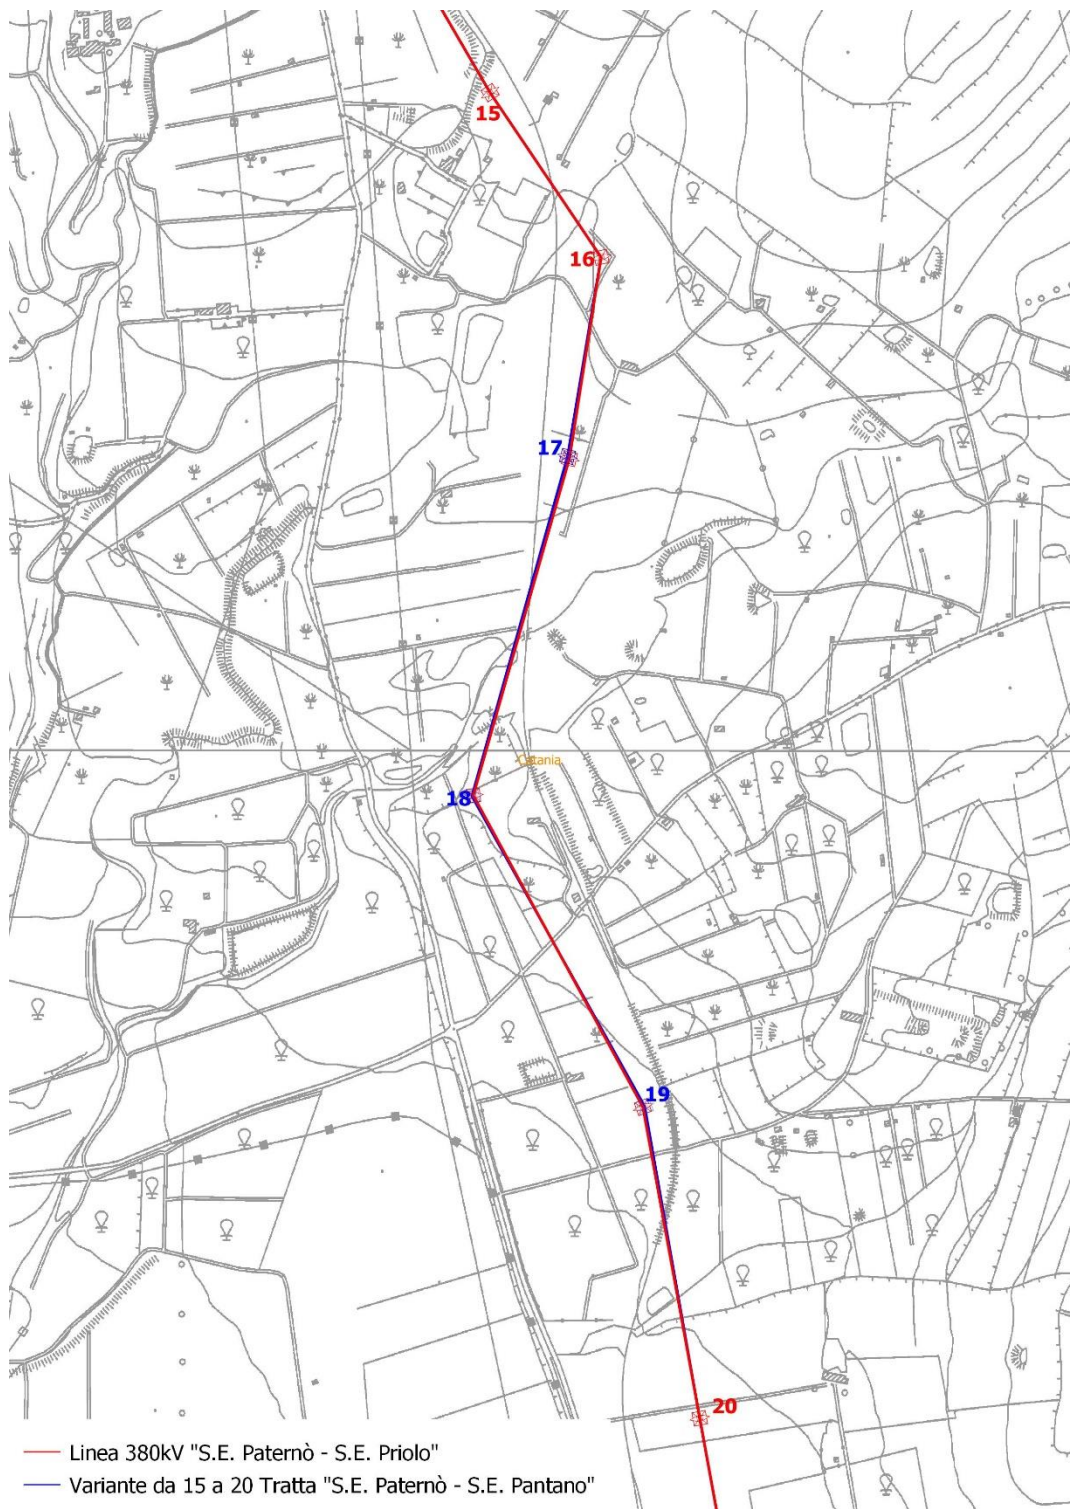 15
16
17
Catania
18
19
20
Linea 380kV "S.E. Paternò - S.E. Priolo"
Variante da 15 a 20 Tratta "S.E. Paternò - S.E. Pantano"